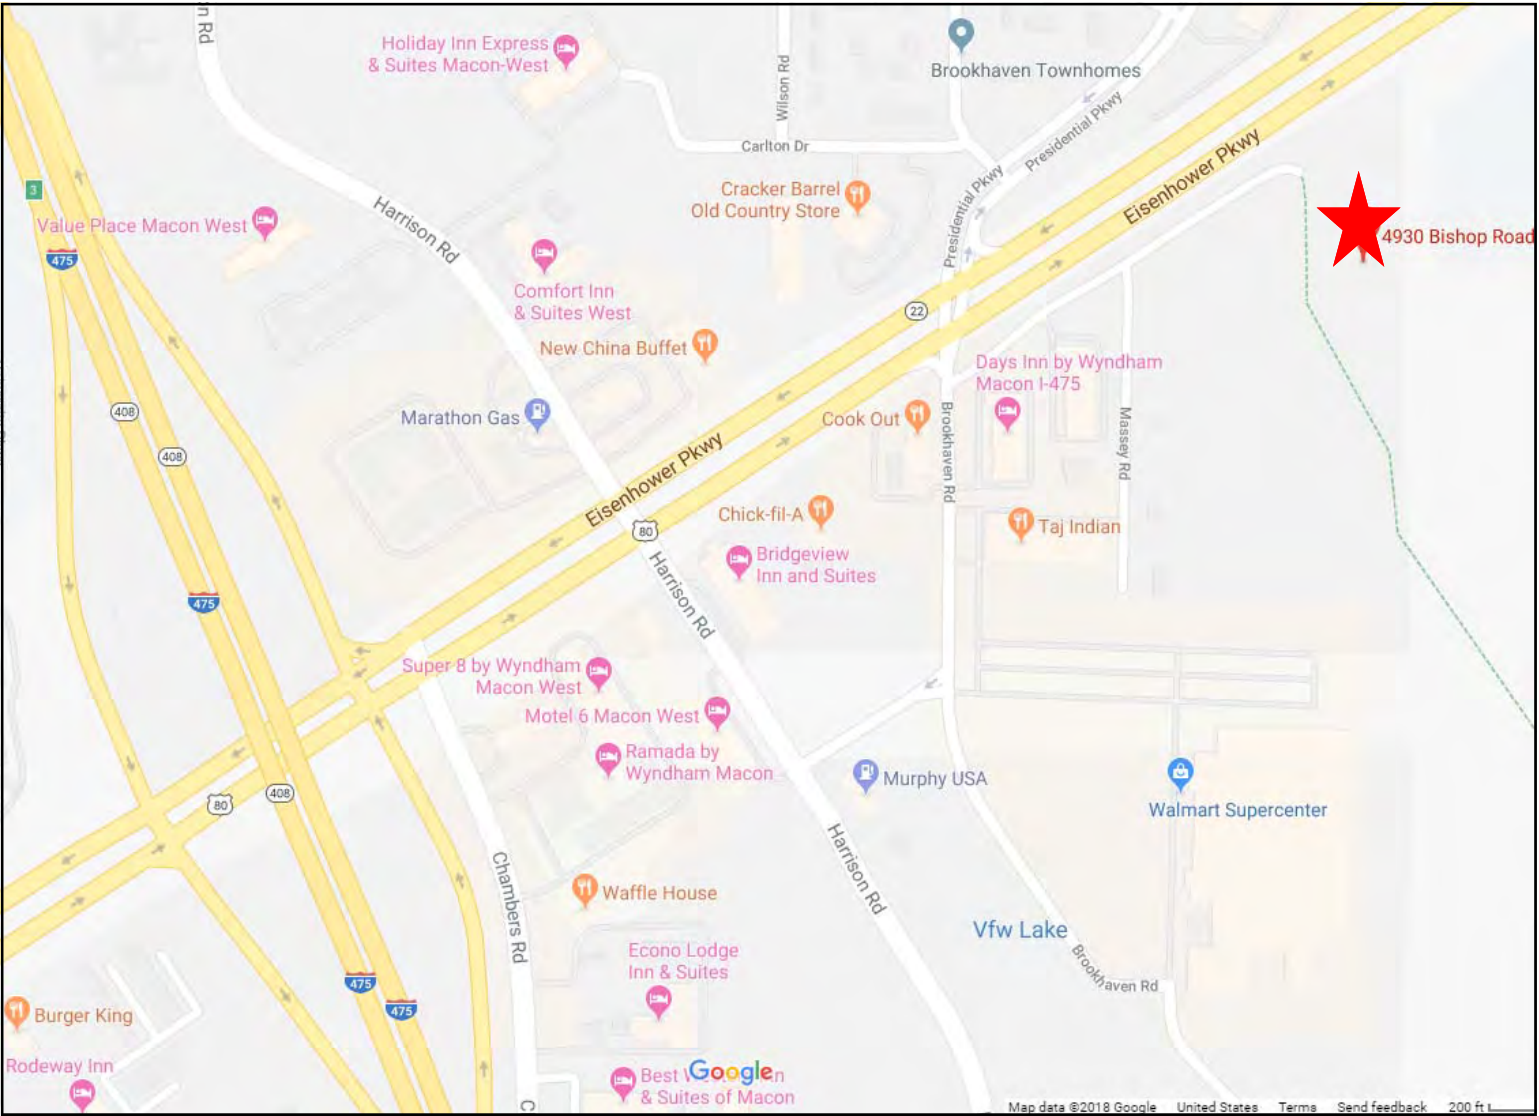 n Rd
Holiday Inn Express
& Suites Macon-West
Wilson Rd
Brookhaven Townhomes
Presidential Pkwy
Carlton Dr
Eisenhower Pkwy
3
Value Place Macon West
475
Harrison Rd
Cracker Barrel
Old Country Store
Presidential Pkwy
4930 Bishop Road
Comfort Inn
& Suites West
22
New China Buffet
Days Inn by Wyndham
Macon I-475
408
Marathon Gas
Cook Out
Brookhaven Rd
Massey Rd
408
Eisenhower Pkwy
Chick-fil-A
Taj Indian
80
Bridgeview
Inn and Suites
475
Harrison Rd
Super 8 by Wyndham
Macon West
Motel 6 Macon West
Ramada by
Wyndham Macon
Murphy USA
Walmart Supercenter
408
80
Chambers Rd
Harrison Rd
Waffle House
Vfw Lake
Econo Lodge
Inn & Suites
Brookhaven Rd
475
475
Burger King
Rodeway Inn
Google
Best W n
& Suites of Macon
C
Map data ©2018 Google United States Terms Send feedback 200 ft